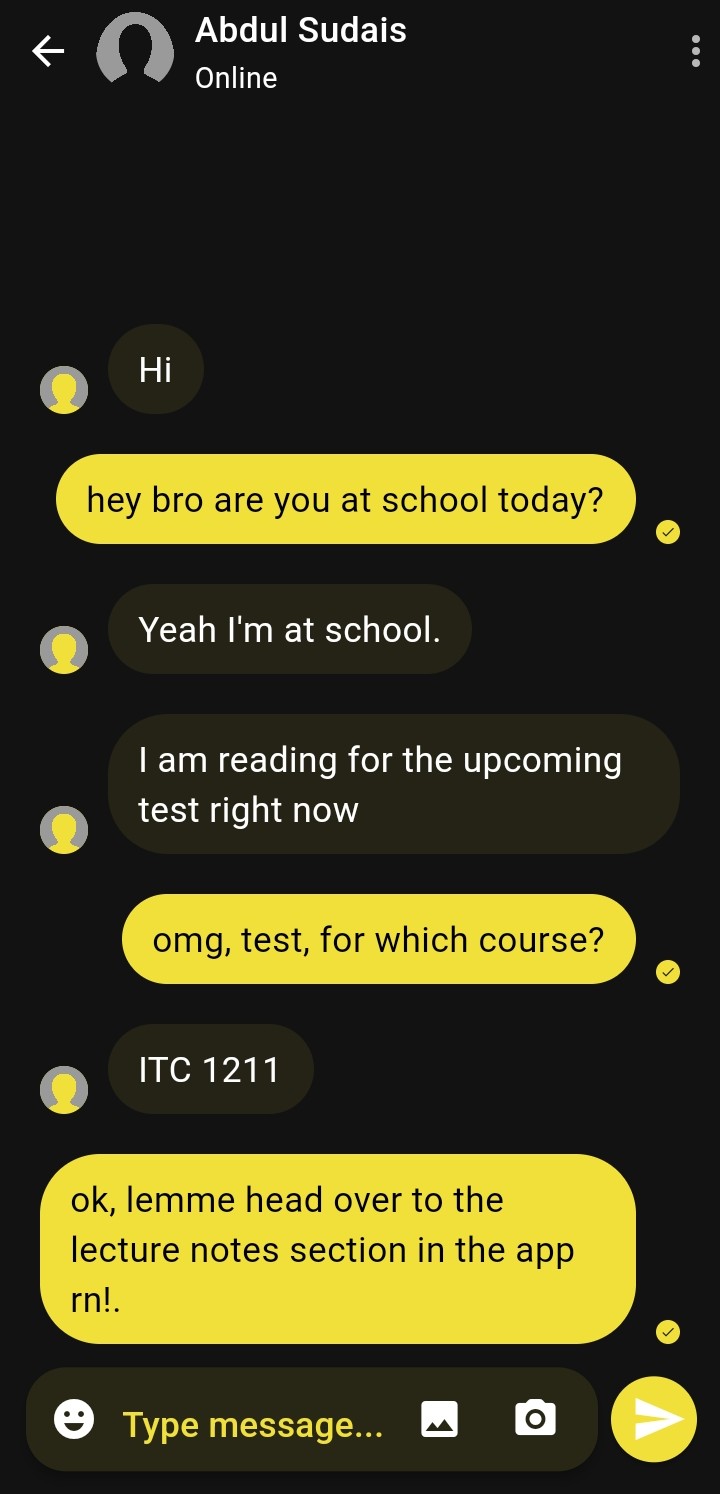 Abdul Sudais
Online
Hi
hey bro are you at school today?
Yeah I'm at school.
I am reading for the upcoming
test right now
omg, test, for which course?
ITC 1211
ok, lemme head over to the
lecture notes section in the app
rn!.
Type message...